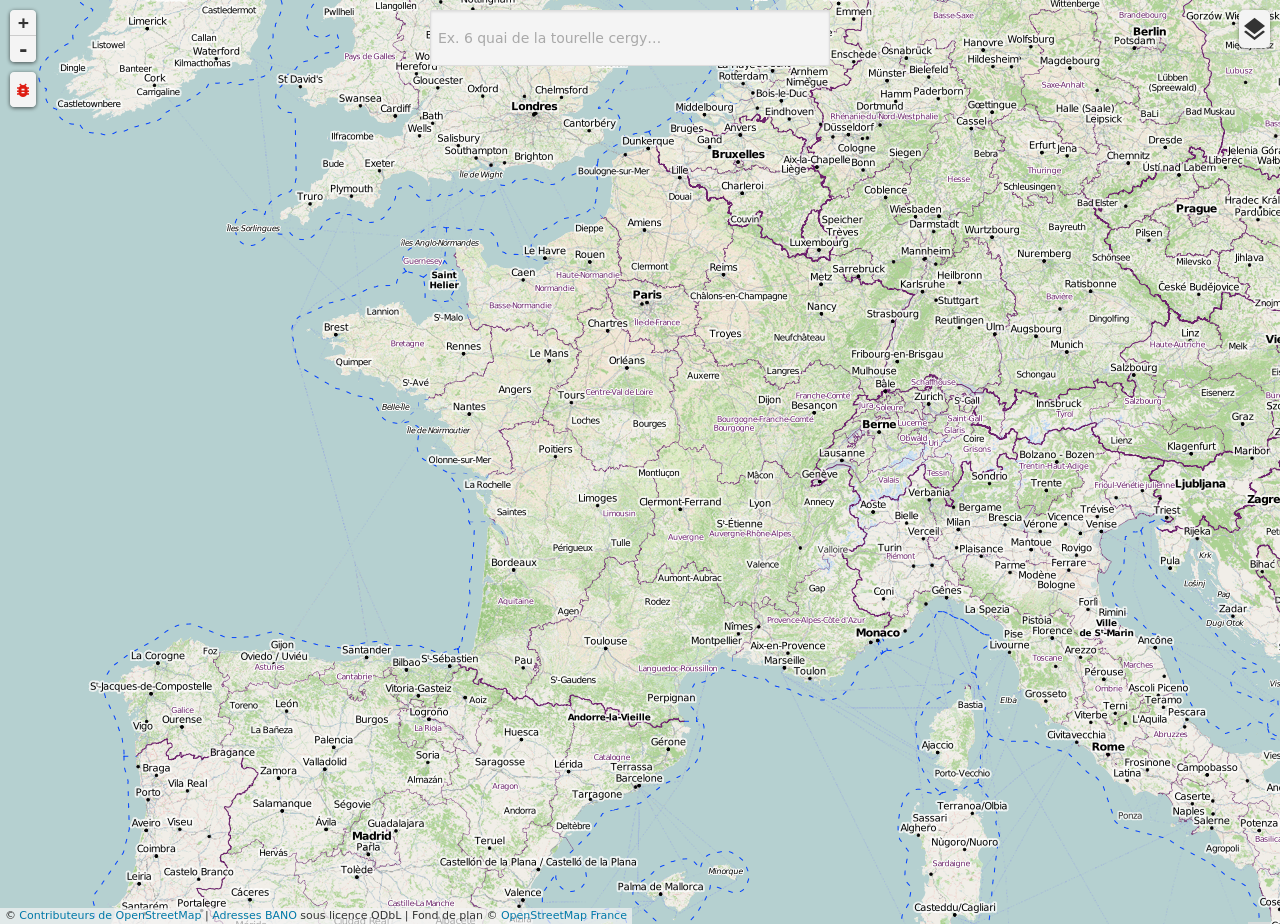 +
-
Ex. 6 quai de la tourelle cergy…
Limerick
Castledermot
Callan
Listowel
Waterford
Kilmacthomas
Dingle
Banteer
Cork
Carrigaline
Castletownbere
Pwllheli
Llangollen
Pays de Galles
St David's
Hereford
Gloucester
Oxford
Chelmsford
Swansea
Cardiff
Bath
Londres
Wells
Cantorbéry
Ilfracombe
Salisbury
Southampton
Bude
Exeter
Brighton
Île de Wight
Plymouth
Truro
Îles Sorlingues
Emmen
Basse-Saxe
Wittenberge
Brandebourg
Gorzów
Berlin
Enschede
Osnabrück
Hanovre
Wolfsburg
Potsdam
Hildesheim
Magdebourg
Rotterdam
Arnhem
Nimègue
Münster
Bielefeld
Lubusz
Bois-le-Duc
Hamm
Paderborn
Saxe-Anhalt
Lübben
(Spreewald)
Middelbourg
Eindhoven
Dortmund
Gœttingue
Halle (Saale)
BaLi
Bad Muskau
Rhénanie-du-Nord-Westphalie
Leipsick
Bruges
Anvers
Düsseldorf
Cassel
Dunkerque
Gand
Cologne
Siegen
Bebra
Erfurt
Jena
Dresde
Jelenia Góra
Bruxelles
Aix-la-Chapelle
Bonn
Chemnitz
Liberec
Boulogne-sur-Mer
Lille
Liège
Hesse
Thuringe
Ustí nad Labem
Charleroi
Coblence
Schleusingen
Prague
Douai
Wiesbaden
Bad Elster
Hradec Král
Amiens
Couvin
Speicher
Darmstadt
Pardubice
Dieppe
Trèves
Wurtzbourg
Bayreuth
Pilsen
Îles Anglo-Normandes
Le Havre
Luxembourg
Mannheim
Schönsee
Milevsko
Jihlava
Guernesey
Rouen
Clermont
Reims
Metz
Sarrebruck
Heilbronn
Nuremberg
Saint
Helier
Caen
Haute-Normandie
Karlsruhe
Ratisbonne
České Budějovice
Normandie
Paris
Châlons-en-Champagne
Stuttgart
Bavière
Basse-Normandie
Nancy
Strasbourg
Lannion
Chartres
Île-de-France
Reutlingen
Ulm
Augsbourg
Dingolfing
Linz
Brest
St-Malo
Troyes
Neufchâteau
Munich
Haute-Autriche
Melk
Bretagne
Rennes
Le Mans
Orléans
Fribourg-en-Brisgau
Quimper
Langres
Mulhouse
Schongau
Salzbourg
St-Avé
Angers
Auxerre
Bâle
Schaffhouse
Tours
Centre-Val de Loire
Dijon
Franche-Comté
Zurich
St-Gall
Innsbruck
Salzbourg
Eisenerz
Belle-Île
Nantes
Besançon
Jura
Soleure
Tyrol
Loches
Bourges
Bourgogne-Franche-Comté
Bourgogne
Berne
Lucerne
Saint-Gall
Graz
Île de Noirmoutier
Obwald
Uri
Glaris
Coire
Lienz
Klagenfurt
Poitiers
Lausanne
Grisons
Bolzano - Bozen
Maribor
Olonne-sur-Mer
Montluçon
Mâcon
Genève
Valais
Tessin
Sondrio
Trentin-Haut-Adige
Trente
Frioul-Vénétie julienne
Ljubljana
La Rochelle
Limoges
Clermont-Ferrand
Lyon
Annecy
Aoste
Verbania
Bergame
Zagre
Saintes
Limousin
St-Étienne
Bielle
Milan
Brescia
Vicence
Trévise
Triest
Auvergne
Auvergne-Rhône-Alpes
Verceil
Vérone
Venise
Rijeka
Périgueux
Tulle
Valloire
Turin
Piémont
Plaisance
Mantoue
Rovigo
Krk
Bordeaux
Valence
Parme
Ferrare
Pula
Bihać
Aumont-Aubrac
Gap
Coni
Modène
Bologne
Lošinj
Aquitaine
Agen
Rodez
Gênes
La Spezia
Forlì
Rimini
Pag
Zadar
Nîmes
Provence-Alpes-Côte d'Azur
Pistoia
Ville
de St-Marin
Dugi Otok
Toulouse
Montpellier
Aix-en-Provence
Monaco
Pise
Florence
Ancône
La Corogne
Foz
Gijon
Santander
Marseille
Livourne
Arezzo
Oviedo / Uviéu
Bilbao
St-Sébastien
Pau
Languedoc-Roussillon
Toulon
Toscane
Marches
Asturies
Cantabrie
St-Gaudens
Pérouse
St-Jacques-de-Compostelle
Vitoria-Gasteiz
Aoiz
Perpignan
Bastia
Elba
Grosseto
Ombrie
Ascoli Piceno
Galice
Toreno
León
Logroño
Terni
Teramo
Vigo
Ourense
Burgos
La Rioja
Andorre-la-Vieille
Viterbe
L'Aquila
Pescara
La Bañeza
Huesca
Gérone
Ajaccio
Civitavecchia
Abruzzes
Bragance
Palencia
Soria
Catalogne
Rome
Braga
Zamora
Valladolid
Saragosse
Lérida
Terrassa
Porto-Vecchio
Frosinone
Campobasso
Vila Real
Almazán
Aragon
Barcelone
Latina
Porto
Salamanque
Ségovie
Andorra
Tarragone
Terranoa/Olbia
Caserte
Aveiro
Viseu
Ávila
Guadalajara
Deltèbre
Sassari
Ponza
Naples
Alghero
Salerne
Potenza
Coimbra
Madrid
Parla
Teruel
Nùgoro/Nuoro
Agropoli
Hervás
Castellón de la Plana / Castelló de la Plana
Minorque
Sardaigne
Leiria
Castelo Branco
Tolède
Palma de Mallorca
Cáceres
Valence
Santarém
Portalegre
Casteddu/Cagliari
© Contributeurs de OpenStreetMap | Adresses BANO sous licence ODbL | Fond de plan © OpenStreetMap France